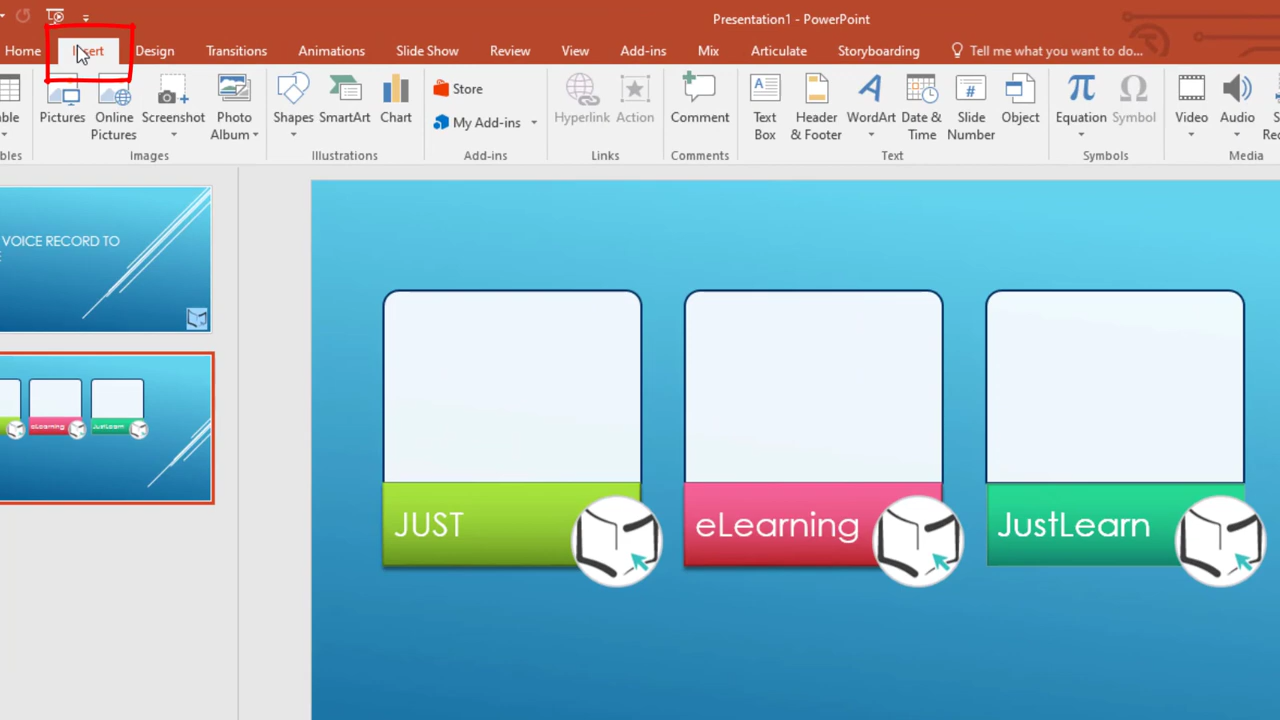 Presentation1 - PowerPoint
Home Insert Design Transitions Animations Slide Show Review View Add-ins Mix Articulate Storyboarding Tell me what you want to do...
Pictures
Online Pictures
Screenshot
Photo Album
Images
Shapes
SmartArt
Chart
Illustrations
Store
My Add-ins
Add-ins
Hyperlink
Action
Links
Comment
Comments
Text Box
Header & Footer
WordArt
Date & Time
Slide Number
Object
Text
Equation
Symbol
Symbols
Video
Audio
Media
VOICE RECORD TO
eLearning
JustLearn
JUST
eLearning
JustLearn